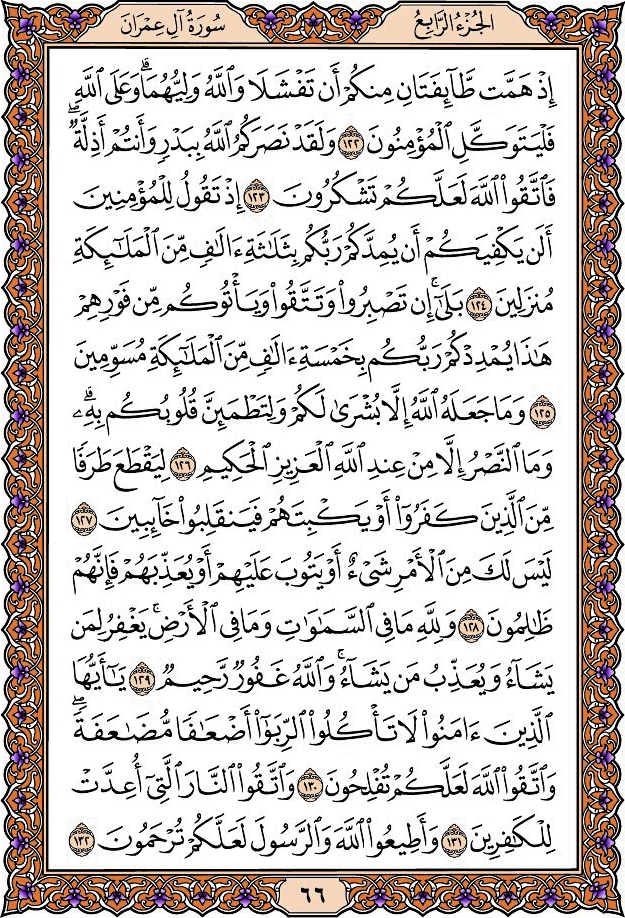 الجُزْءُ الرَّابِعُ
سُورَةُ آلِ عِمْرَانَ
إِذْ هَمَّت طَّآئِفَتَانِ مِنكُمْ أَن تَفْشَلَا وَٱللَّهُ وَلِيُّهُمَاۗ وَعَلَى ٱللَّهِ
فَلْيَتَوَكَّلِ ٱلْمُؤْمِنُونَ ١٢٢ وَلَقَدْ نَصَرَكُمُ ٱللَّهُ بِبَدْرٍ وَأَنتُمْ أَذِلَّةٌۖ
فَٱتَّقُوا۟ ٱللَّهَ لَعَلَّكُمْ تَشْكُرُونَ ١٢٣ إِذْ تَقُولُ لِلْمُؤْمِنِينَ
أَلَن يَكْفِيَكُمْ أَن يُمِدَّكُمْ رَبُّكُم بِثَلَٰثَةِ ءَالَٰفٍ مِّنَ ٱلْمَلَٰٓئِكَةِ
مُنزَلِينَ ١٢٤ بَلَىٰٓۚ إِن تَصْبِرُوا۟ وَتَتَّقُوا۟ وَيَأْتُوكُم مِّن فَوْرِهِمْ
هَٰذَا يُمْدِدْكُمْ رَبُّكُم بِخَمْسَةِ ءَالَٰفٍ مِّنَ ٱلْمَلَٰٓئِكَةِ مُسَوِّمِينَ
١٢٥ وَمَا جَعَلَهُ ٱللَّهُ إِلَّا بُشْرَىٰ لَكُمْ وَلِتَطْمَئِنَّ قُلُوبُكُم بِهِۦۗ
وَمَا ٱلنَّصْرُ إِلَّا مِنْ عِندِ ٱللَّهِ ٱلْعَزِيزِ ٱلْحَكِيمِ ١٢٦ لِيَقْطَعَ طَرَفًا
مِّنَ ٱلَّذِينَ كَفَرُوٓا۟ أَوْ يَكْبِتَهُمْ فَيَنقَلِبُوا۟ خَآئِبِينَ ١٢٧
لَيْسَ لَكَ مِنَ ٱلْأَمْرِ شَىْءٌ أَوْ يَتُوبَ عَلَيْهِمْ أَوْ يُعَذِّبَهُمْ فَإِنَّهُمْ
ظَٰلِمُونَ ١٢٨ وَلِلَّهِ مَا فِى ٱلسَّمَٰوَٰتِ وَمَا فِى ٱلْأَرْضِۚ يَغْفِرُ لِمَن
يَشَآءُ وَيُعَذِّبُ مَن يَشَآءُۚ وَٱللَّهُ غَفُورٌ رَّحِيمٌ ١٢٩ يَٰٓأَيُّهَا
ٱلَّذِينَ ءَامَنُوا۟ لَا تَأْكُلُوا۟ ٱلرِّبَوٰٓا۟ أَضْعَٰفًا مُّضَٰعَفَةًۖ
وَٱتَّقُوا۟ ٱللَّهَ لَعَلَّكُمْ تُفْلِحُونَ ١٣٠ وَٱتَّقُوا۟ ٱلنَّارَ ٱلَّتِىٓ أُعِدَّتْ
لِلْكَٰفِرِينَ ١٣١ وَأَطِيعُوا۟ ٱللَّهَ وَٱلرَّسُولَ لَعَلَّكُمْ تُرْحَمُونَ ١٣٢
٦٦